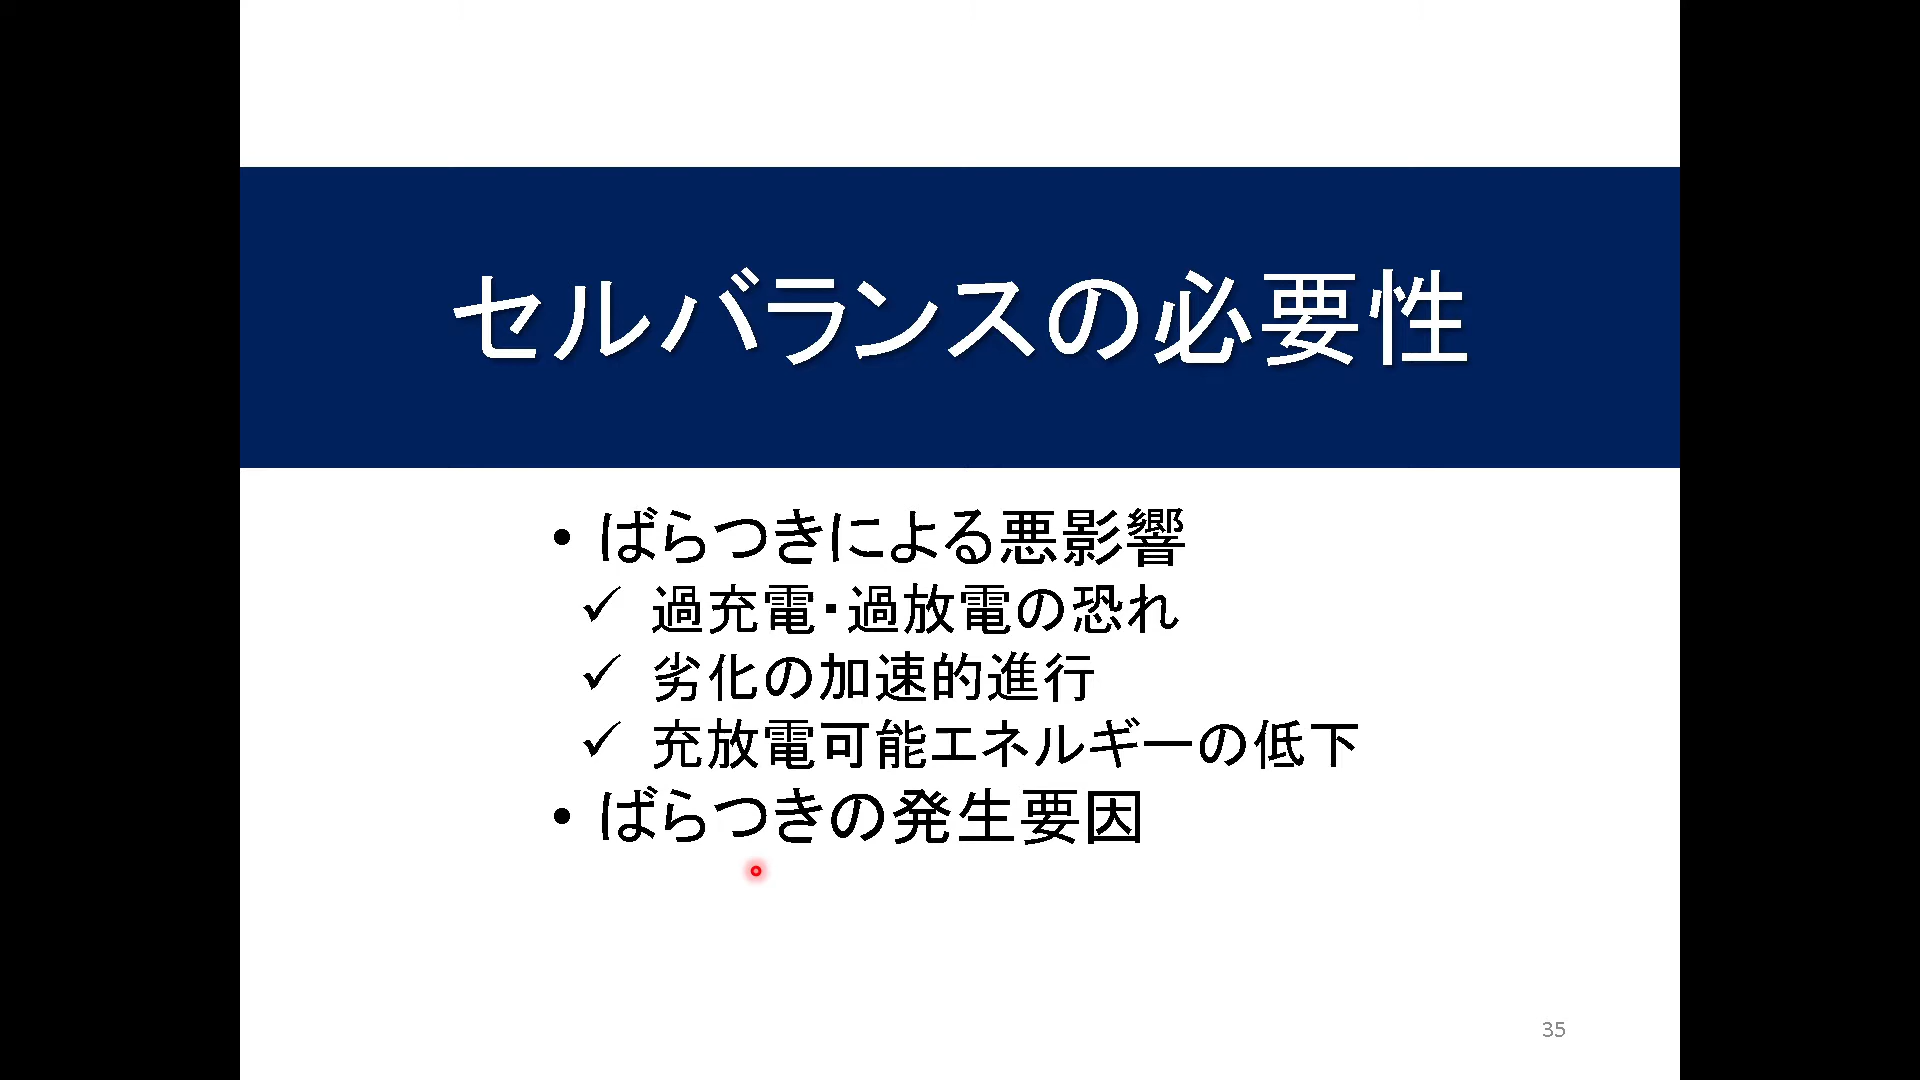 セルバランスの必要性
• ばらつきによる悪影響
✓ 過充電・過放電の恐れ
✓ 劣化の加速的進行
✓ 充放電可能エネルギーの低下
• ばらつきの発生要因
35